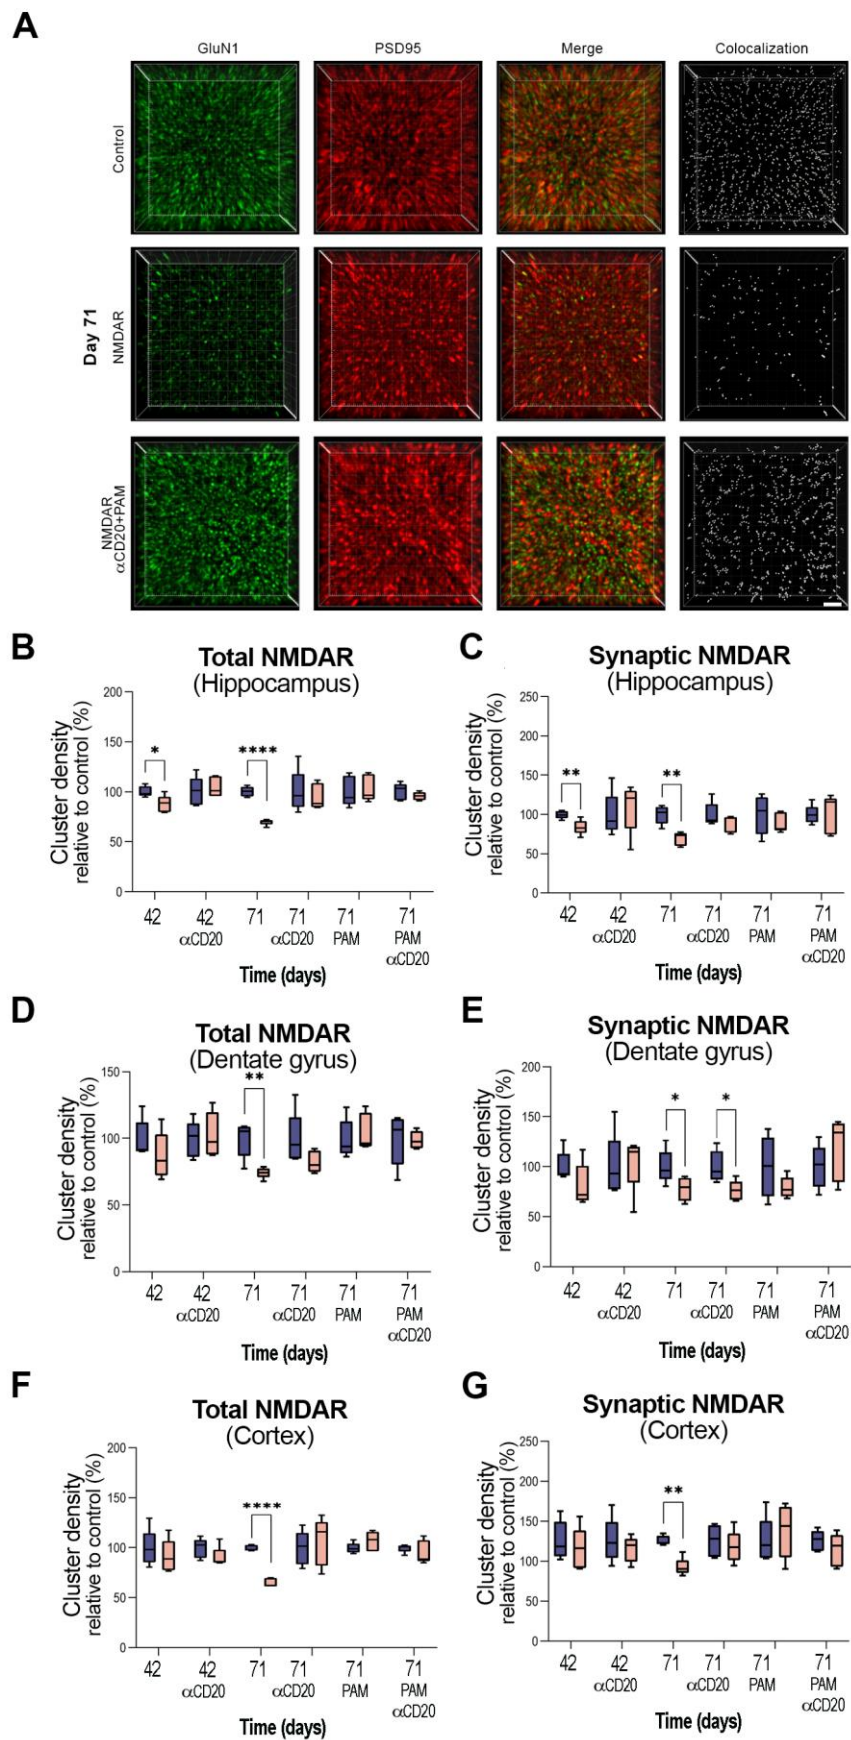 A
GluN1 PSD95 Merge Colocalization
Control
Day 71
NMDAR
NMDAR
αCD20+PAM
B
Total NMDAR
(Hippocampus)
Cluster density
relative to control (%)
200
150
100
50
0
* ****
42 42 71 71 71 71
αCD20 αCD20 PAM PAM
αCD20
Time (days)
C
Synaptic NMDAR
(Hippocampus)
Cluster density
relative to control (%)
250
200
150
100
50
0
** **
42 42 71 71 71 71
αCD20 αCD20 PAM PAM
αCD20
Time (days)
D
Total NMDAR
(Dentate gyrus)
Cluster density
relative to control (%)
150
100
50
0
**
42 42 71 71 71 71
αCD20 αCD20 PAM PAM
αCD20
Time (days)
E
Synaptic NMDAR
(Dentate gyrus)
Cluster density
relative to control (%)
200
150
100
50
0
* *
42 42 71 71 71 71
αCD20 αCD20 PAM PAM
αCD20
Time (days)
F
Total NMDAR
(Cortex)
Cluster density
relative to control (%)
200
150
100
50
0
****
42 42 71 71 71 71
αCD20 αCD20 PAM PAM
αCD20
Time (days)
G
Synaptic NMDAR
(Cortex)
Cluster density
relative to control (%)
250
200
150
100
50
0
**
42 42 71 71 71 71
αCD20 αCD20 PAM PAM
αCD20
Time (days)